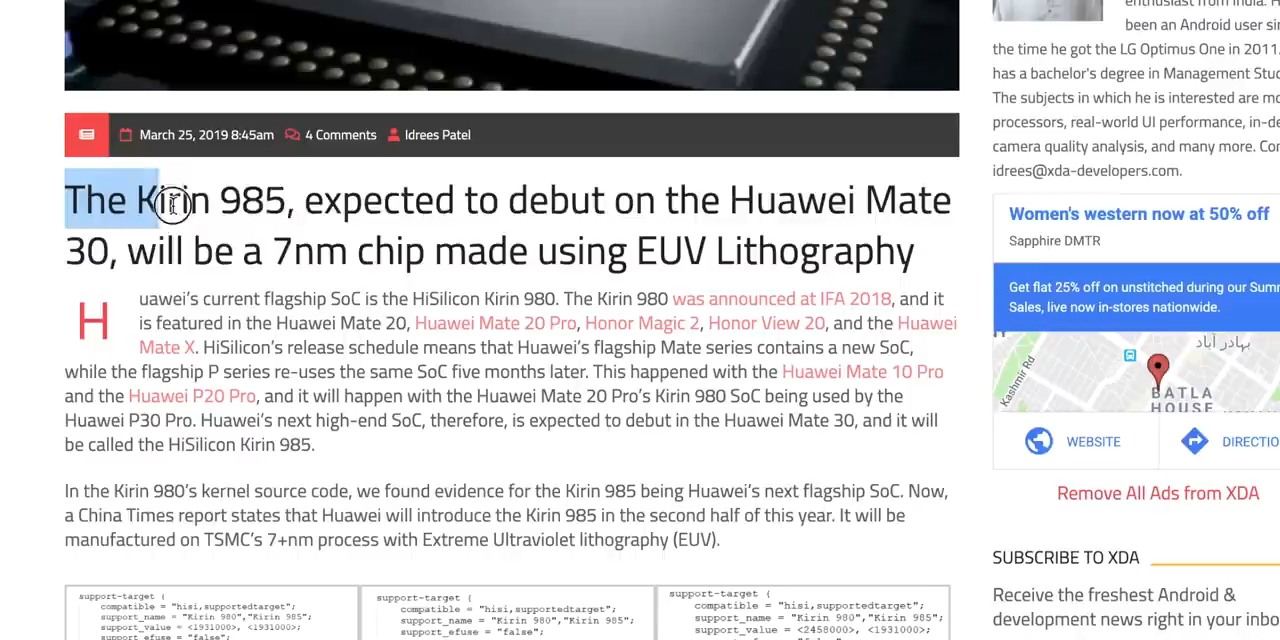 enthusiast from India. H
been an Android user sin
the time he got the LG Optimus One in 2011.
has a bachelor's degree in Management Stud
The subjects in which he is interested are mo
processors, real-world UI performance, in-de
camera quality analysis, and many more. Con
idrees@xda-developers.com.
March 25, 2019 8:45am 4 Comments Idrees Patel
The Kirin 985, expected to debut on the Huawei Mate
30, will be a 7nm chip made using EUV Lithography
Huawei's current flagship SoC is the HiSilicon Kirin 980. The Kirin 980 was announced at IFA 2018, and it
is featured in the Huawei Mate 20, Huawei Mate 20 Pro, Honor Magic 2, Honor View 20, and the Huawei
Mate X. HiSilicon's release schedule means that Huawei's flagship Mate series contains a new SoC,
while the flagship P series re-uses the same SoC five months later. This happened with the Huawei Mate 10 Pro
and the Huawei P20 Pro, and it will happen with the Huawei Mate 20 Pro's Kirin 980 SoC being used by the
Huawei P30 Pro. Huawei's next high-end SoC, therefore, is expected to debut in the Huawei Mate 30, and it will
be called the HiSilicon Kirin 985.
In the Kirin 980's kernel source code, we found evidence for the Kirin 985 being Huawei's next flagship SoC. Now,
a China Times report states that Huawei will introduce the Kirin 985 in the second half of this year. It will be
manufactured on TSMC's 7+nm process with Extreme Ultraviolet lithography (EUV).
support-target {
compatible = "hisi,supportedtarget";
support_name = "Kirin 980","Kirin 985";
support_value = <1931000>, <1931000>;
support_efuse = "false";
support-target {
compatible = "hisi,supportedtarget";
support_name = "Kirin 980","Kirin 985";
support_efuse = "false";
support-target {
compatible = "hisi,supportedtarget";
support_name = "Kirin 980","Kirin 985";
support_value = <2458000>, <1931000>;
Women's western now at 50% off
Sapphire DMTR
Get flat 25% off on unstitched during our Sum
Sales, live now in-stores nationwide.
بہادر آباد
Kashmir Rd
BATLA
HOUSE
WEBSITE
DIRECTIO
Remove All Ads from XDA
SUBSCRIBE TO XDA
Receive the freshest Android &
development news right in your inbo